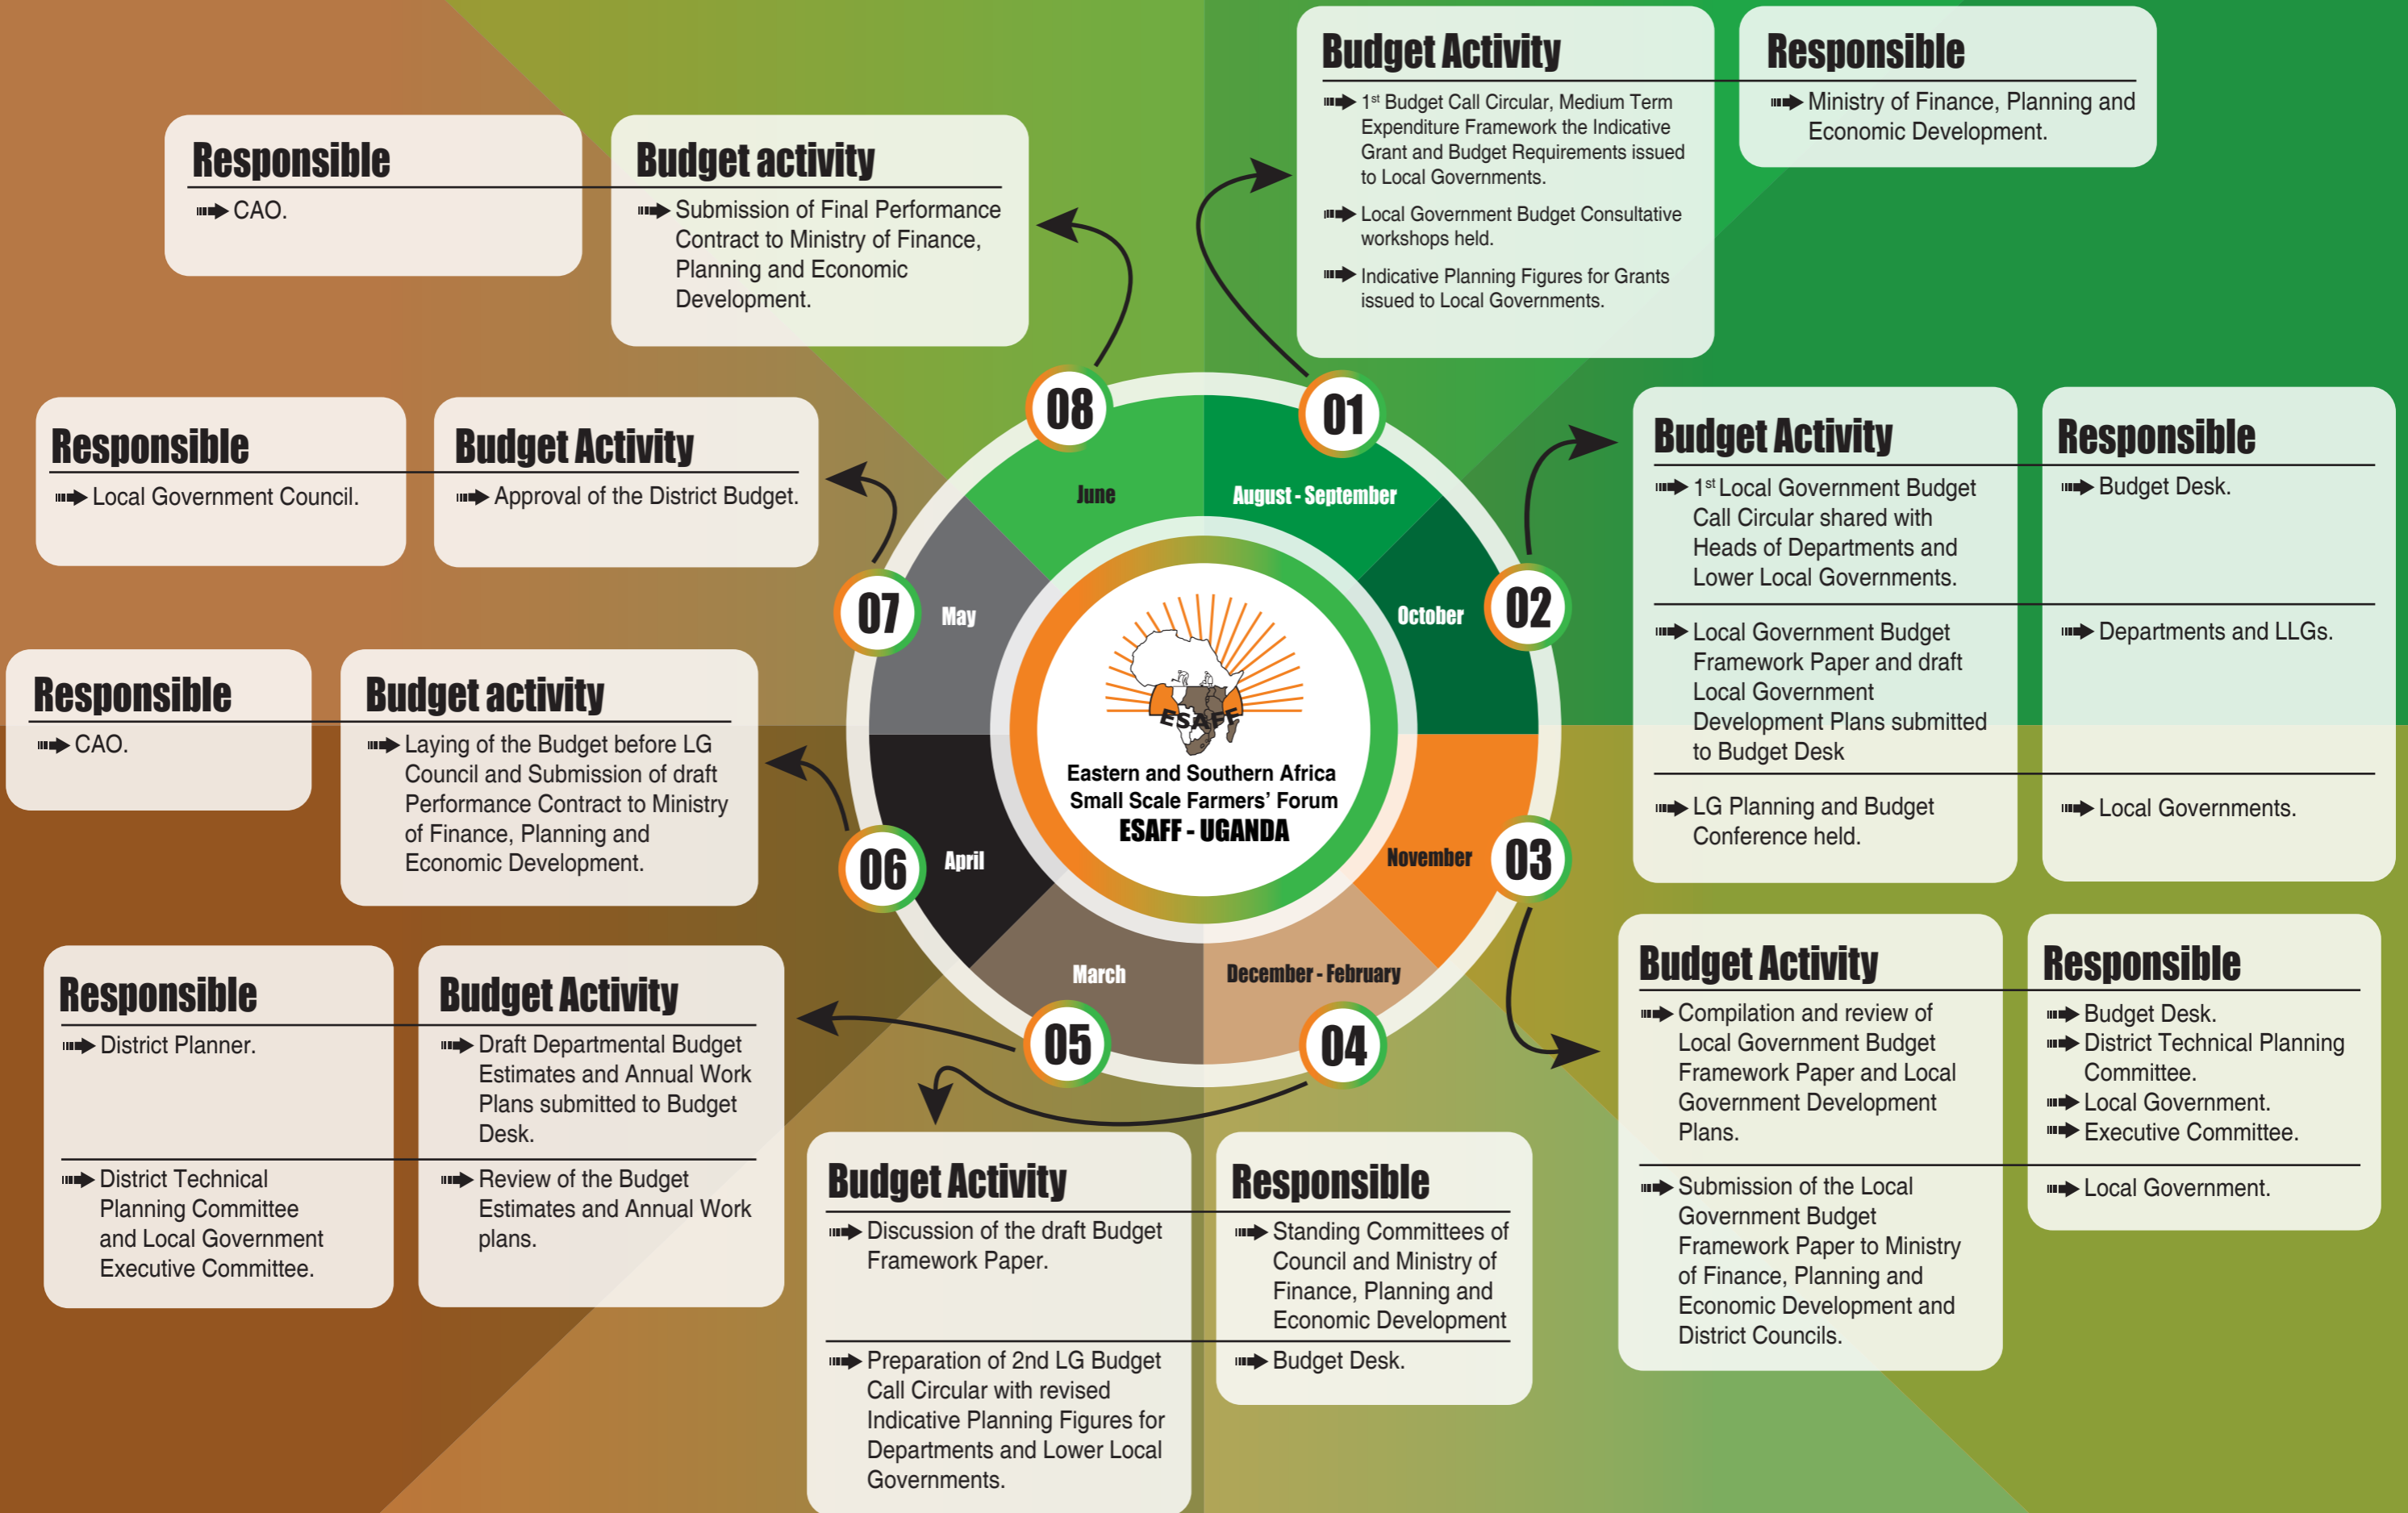 Budget Activity
1st Budget Call Circular, Medium Term
Expenditure Framework the Indicative
Grant and Budget Requirements issued
to Local Governments.
Local Government Budget Consultative
workshops held.
Indicative Planning Figures for Grants
issued to Local Governments.
Responsible
Ministry of Finance, Planning and
Economic Development.
Budget Activity
1st Local Government Budget
Call Circular shared with
Heads of Departments and
Lower Local Governments.
Local Government Budget
Framework Paper and draft
Local Government
Development Plans submitted
to Budget Desk
LG Planning and Budget
Conference held.
Responsible
Budget Desk.
Departments and LLGs.
Local Governments.
Budget Activity
Compilation and review of
Local Government Budget
Framework Paper and Local
Government Development
Plans.
Submission of the Local
Government Budget
Framework Paper to Ministry
of Finance, Planning and
Economic Development and
District Councils.
Responsible
Budget Desk.
District Technical Planning
Committee.
Local Government.
Executive Committee.
Local Government.
Budget Activity
Discussion of the draft Budget
Framework Paper.
Preparation of 2nd LG Budget
Call Circular with revised
Indicative Planning Figures for
Departments and Lower Local
Governments.
Responsible
Standing Committees of
Council and Ministry of
Finance, Planning and
Economic Development
Budget Desk.
Responsible
District Planner.
District Technical
Planning Committee
and Local Government
Executive Committee.
Budget Activity
Draft Departmental Budget
Estimates and Annual Work
Plans submitted to Budget
Desk.
Review of the Budget
Estimates and Annual Work
plans.
Responsible
CAO.
Budget activity
Laying of the Budget before LG
Council and Submission of draft
Performance Contract to Ministry
of Finance, Planning and
Economic Development.
Responsible
Local Government Council.
Budget Activity
Approval of the District Budget.
Responsible
CAO.
Budget activity
Submission of Final Performance
Contract to Ministry of Finance,
Planning and Economic
Development.
01
August - September
02
October
03
November
04
December - February
05
March
06
April
07
May
08
June
ESAFF
Eastern and Southern Africa
Small Scale Farmers' Forum
ESAFF - UGANDA